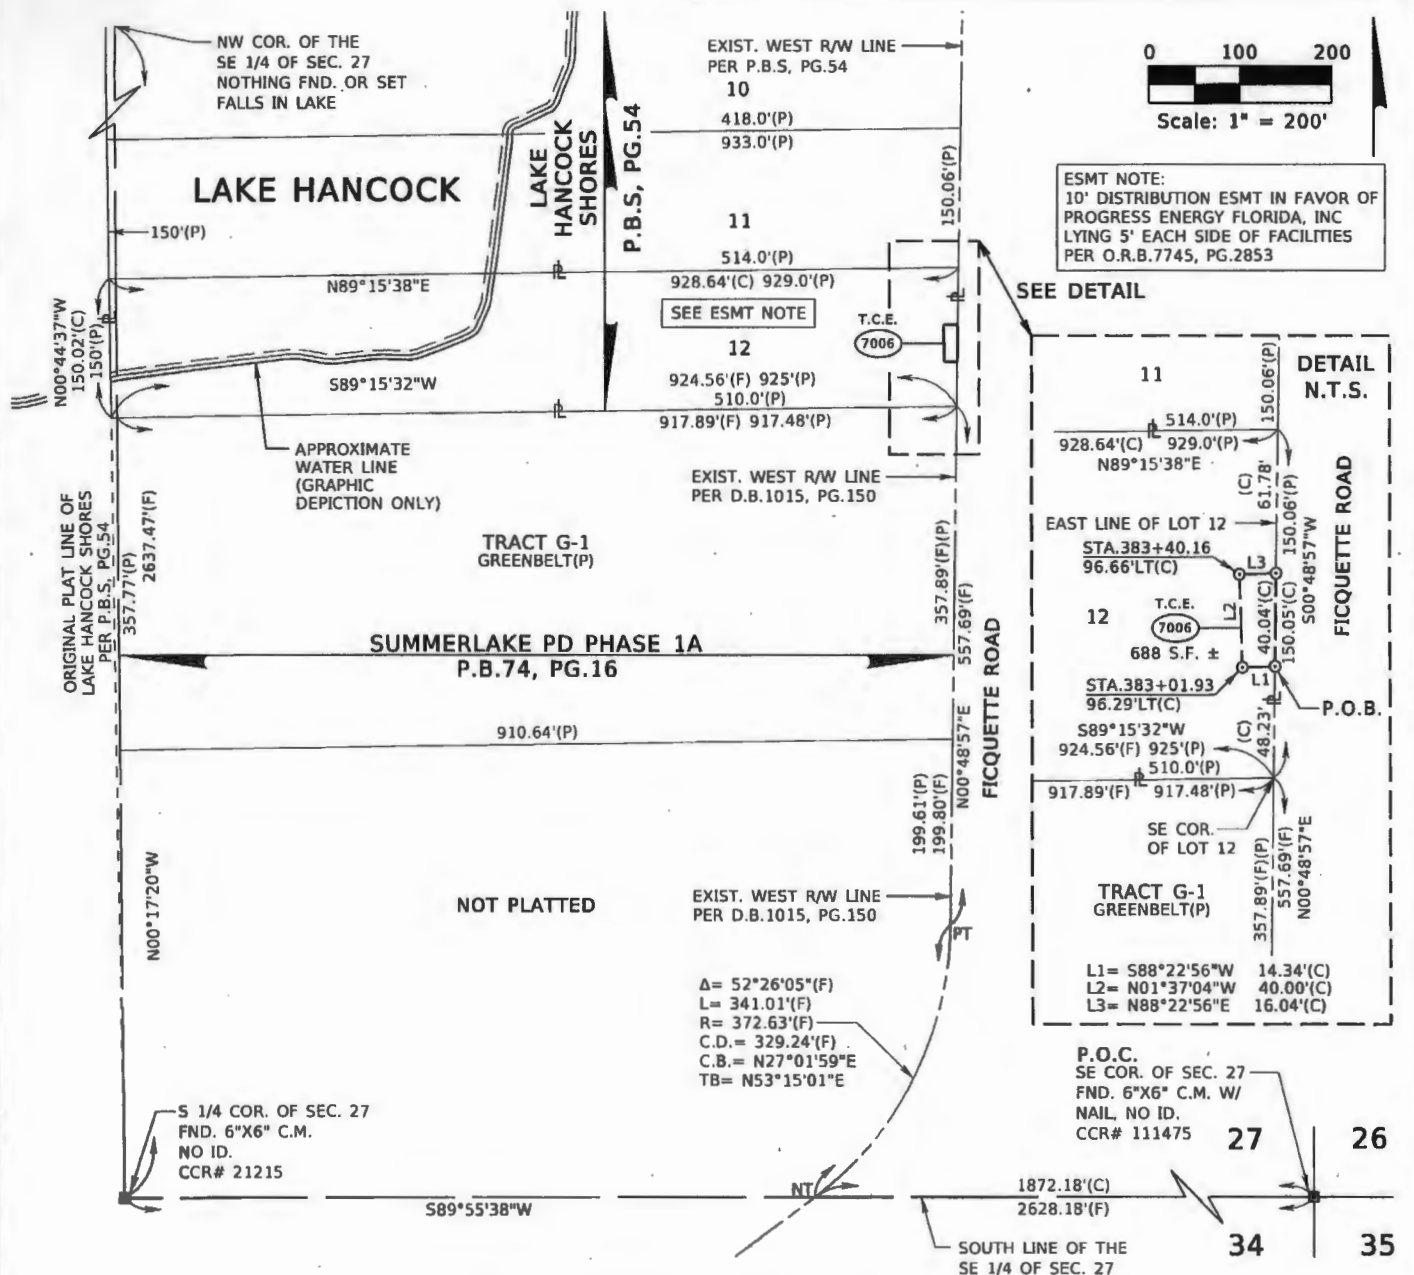 NW COR. OF THE
SE 1/4 OF SEC. 27
NOTHING FND. OR SET
FALLS IN LAKE
EXIST. WEST R/W LINE
PER P.B.S, PG.54
10
418.0'(P)
933.0'(P)
0 100 200
Scale: 1" = 200'
ESMT NOTE:
10' DISTRIBUTION ESMT IN FAVOR OF
PROGRESS ENERGY FLORIDA, INC
LYING 5' EACH SIDE OF FACILITIES
PER O.R.B.7745, PG.2853
LAKE HANCOCK
LAKE
HANCOCK
SHORES
P.B.S, PG.54
150.06'(P)
150'(P)
11
514.0'(P)
928.64'(C) 929.0'(P)
N89°15'38"E
SEE ESMT NOTE
SEE DETAIL
T.C.E.
7006
12
N00°44'37"W
150.02'(C)
150'(P)
S89°15'32"W
924.56'(F) 925'(P)
510.0'(P)
917.89'(F) 917.48'(P)
APPROXIMATE
WATER LINE
(GRAPHIC
DEPICTION ONLY)
EXIST. WEST R/W LINE
PER D.B.1015, PG.150
ORIGINAL PLAT LINE OF
LAKE HANCOCK SHORES
PER P.B.S, PG.54
357.77'(P)
2637.47'(F)
TRACT G-1
GREENBELT(P)
357.89'(F)(P)
557.69'(F)
N00°48'57"E
FICQUETTE ROAD
SUMMERLAKE PD PHASE 1A
P.B.74, PG.16
910.64'(P)
199.61'(P)
199.80'(F)
N00°17'20"W
NOT PLATTED
EXIST. WEST R/W LINE
PER D.B.1015, PG.150
PT
Δ= 52°26'05"(F)
L= 341.01'(F)
R= 372.63'(F)
C.D.= 329.24'(F)
C.B.= N27°01'59"E
TB= N53°15'01"E
NT
S 1/4 COR. OF SEC. 27
FND. 6"X6" C.M.
NO ID.
CCR# 21215
S89°55'38"W
DETAIL
N.T.S.
11
150.06'(P)
514.0'(P)
928.64'(C) 929.0'(P)
N89°15'38"E
61.78'
(C)
150.06'(P)
S00°48'57"W
FICQUETTE ROAD
EAST LINE OF LOT 12
STA.383+40.16
96.66'LT(C)
L3
12
T.C.E.
7006
688 S.F. ±
L2
40.04'(C)
150.05'(C)
STA.383+01.93
96.29'LT(C)
L1
P.O.B.
S89°15'32"W
924.56'(F) 925'(P)
510.0'(P)
917.89'(F) 917.48'(P)
48.23'
(C)
SE COR.
OF LOT 12
TRACT G-1
GREENBELT(P)
357.89'(F)(P)
557.69'(F)
N00°48'57"E
L1= S88°22'56"W 14.34'(C)
L2= N01°37'04"W 40.00'(C)
L3= N88°22'56"E 16.04'(C)
P.O.C.
SE COR. OF SEC. 27
FND. 6"X6" C.M. W/
NAIL, NO ID.
CCR# 111475
27 26
1872.18'(C)
2628.18'(F)
34 35
SOUTH LINE OF THE
SE 1/4 OF SEC. 27